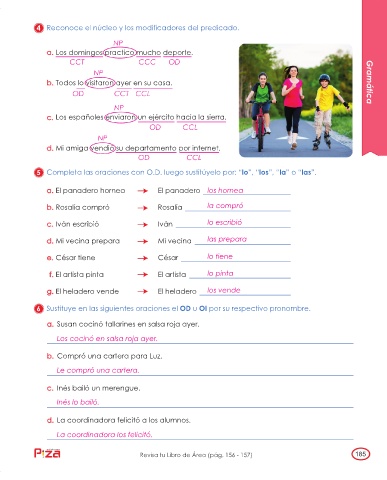 4 Reconoce el núcleo y los modificadores del predicado.
NP
a. Los domingos practico mucho deporte.
CCT CCC OD
NP
b. Todos lo visitaron ayer en su casa.
OD CCT CCL
NP
c. Los españoles enviaron un ejército hacia la sierra.
OD CCL
NP
d. Mi amiga vendió su departamento por internet.
OD CCL
Gramática
5 Completa las oraciones con O.D. luego sustitúyelo por: "lo", "los", "la" o "las".
a. El panadero horneo → El panadero los hornea
b. Rosalía compró → Rosalía la compró
c. Iván escribió → Iván lo escribió
d. Mi vecina prepara → Mi vecina las prepara
e. César tiene → César lo tiene
f. El artista pinta → El artista lo pinta
g. El heladero vende → El heladero los vende
6 Sustituye en las siguientes oraciones el OD u OI por su respectivo pronombre.
a. Susan cocinó tallarines en salsa roja ayer.
Los cocinó en salsa roja ayer.
b. Compró una cartera para Luz.
Le compró una cartera.
c. Inés bailó un merengue.
Inés lo bailó.
d. La coordinadora felicitó a los alumnos.
La coordinadora los felicitó.
Revisa tu Libro de Área (pág. 156 - 157)
185